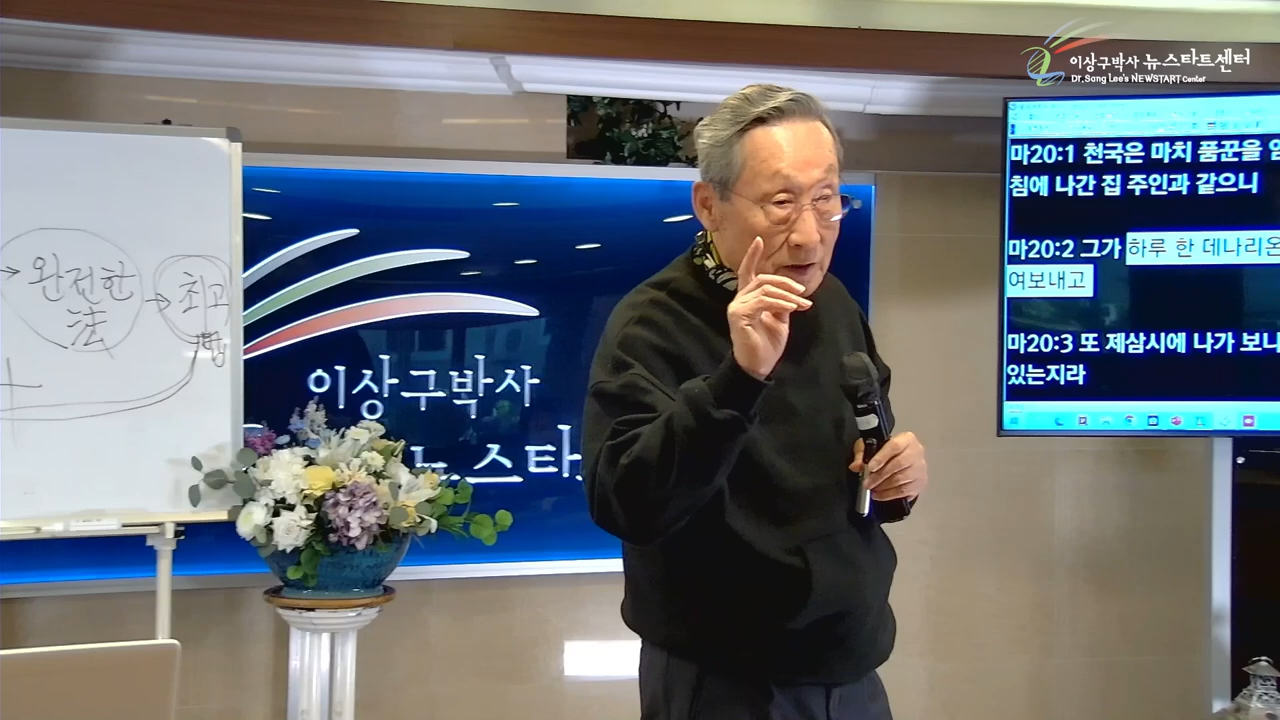 이상구박사 뉴스타트센터
Dr. Sang Lee's NEWSTART Center
완전한
法
최고
법
이상구박사
뉴 스타
마20:1 천국은 마치 품꾼을
침에 나간 집 주인과 같으니
마20:2 그가 하루 한 데나리온
여보내고
마20:3 또 제삼시에 나가 보니
있는지라